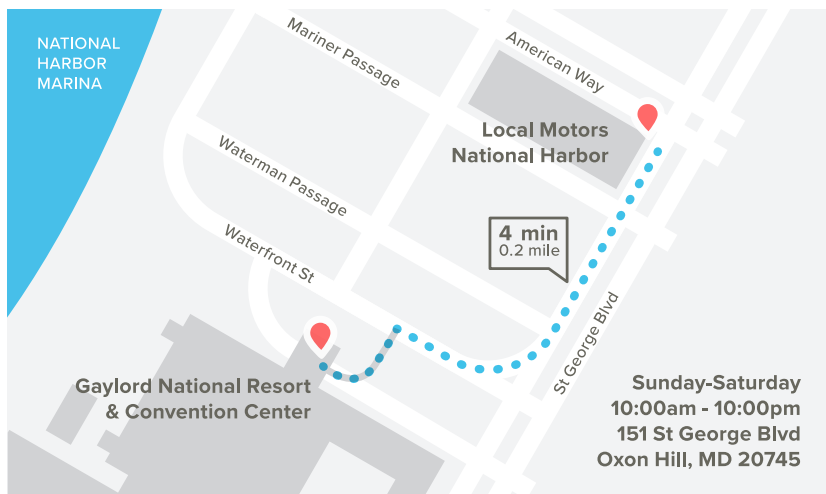 NATIONAL
HARBOR
MARINA
Mariner Passage
American Way
Local Motors
National Harbor
Waterman Passage
4 min
0.2 mile
Waterfront St
St George Blvd
Gaylord National Resort
& Convention Center
Sunday-Saturday
10:00am - 10:00pm
151 St George Blvd
Oxon Hill, MD 20745